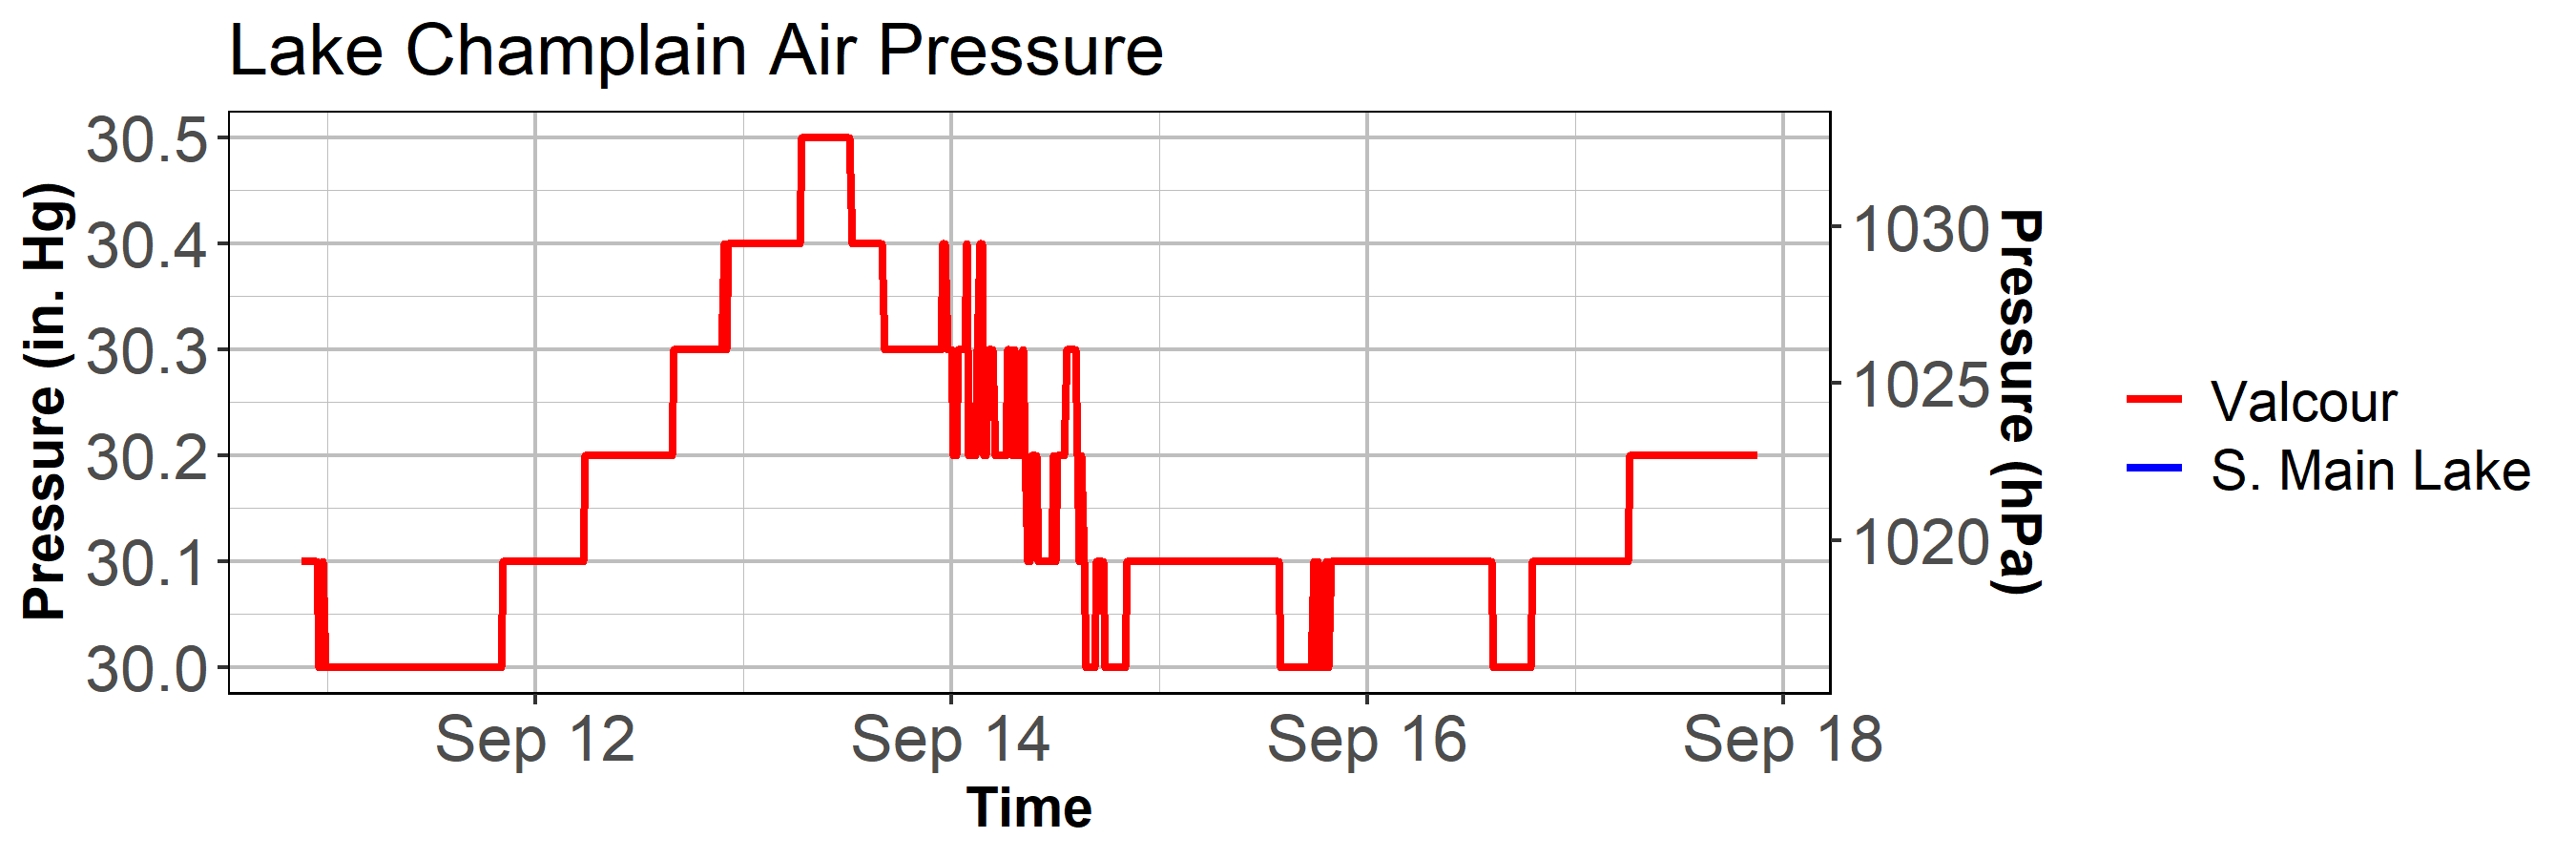 Lake Champlain Air Pressure
Pressure (in. Hg)
30.5
30.4
30.3
30.2
30.1
30.0
Sep 12
Sep 14
Sep 16
Sep 18
Time
1030
1025
1020
Pressure (hPa)
Valcour
S. Main Lake